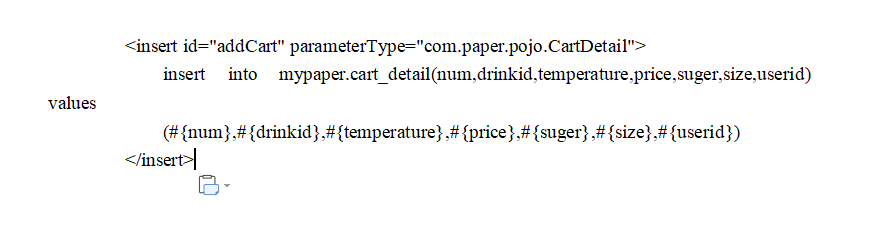 <insert id="addCart" parameterType="com.paper.pojo.CartDetail">
insert into mypaper.cart_detail(num,drinkid,temperature,price,suger,size,userid)
values
(#{num},#{drinkid},#{temperature},#{price},#{suger},#{size},#{userid})
</insert>